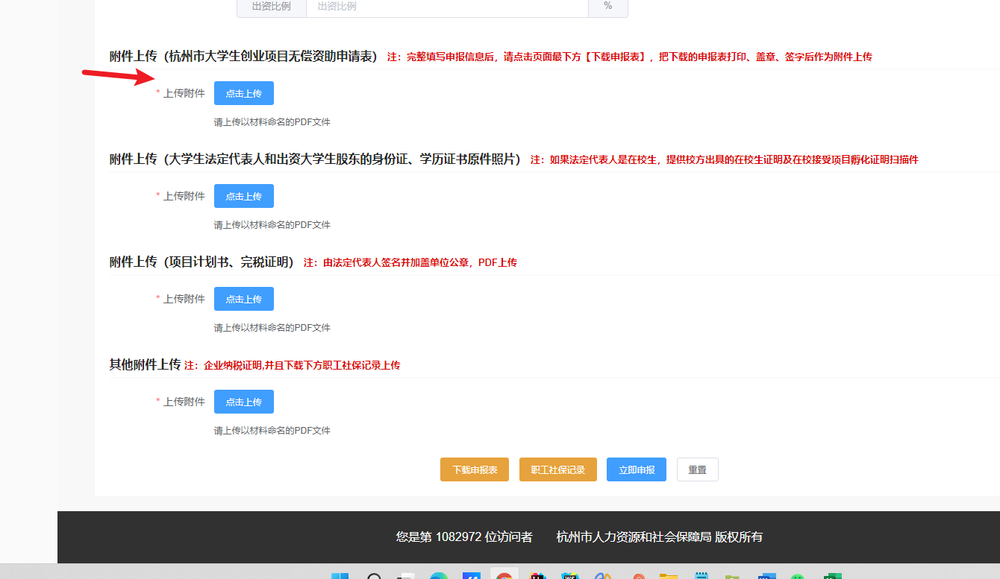 出资比例 出资比例 %
附件上传（杭州市大学生创业项目无偿资助申请表） 注：完整填写申报信息后，请点击页面最下方【下载申报表】，把下载的申报表打印、盖章、签字后作为附件上传
* 上传附件 点击上传
请上传以材料命名的PDF文件
附件上传（大学生法定代表人和出资大学生股东的身份证、学历证书原件照片） 注：如果法定代表人是在校生，提供校方出具的在校生证明及在校接受项目孵化证明扫描件
* 上传附件 点击上传
请上传以材料命名的PDF文件
附件上传（项目计划书、完税证明） 注：由法定代表人签名并加盖单位公章，PDF上传
* 上传附件 点击上传
请上传以材料命名的PDF文件
其他附件上传 注：企业纳税证明,并且下载下方职工社保记录上传
* 上传附件 点击上传
请上传以材料命名的PDF文件
下载申报表 职工社保记录 立即申报 重置
您是第 1082972 位访问者 杭州市人力资源和社会保障局 版权所有